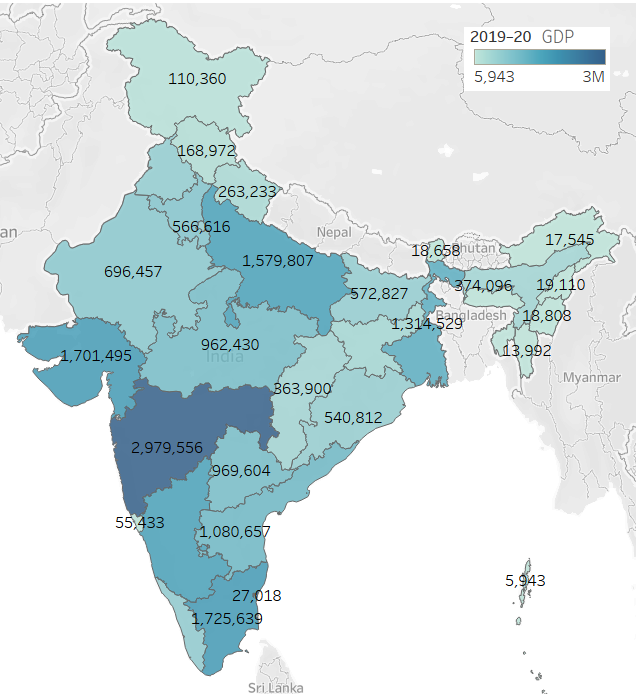 2019-20 GDP
5,943 3M
110,360
168,972
263,233
566,616
Nepal
18,658
Bhutan
17,545
an
696,457
1,579,807
572,827
374,096
19,110
Bangladesh
18,808
1,314,529
1,701,495
962,430
India
13,992
363,900
Myanmar
540,812
2,979,556
969,604
55,433
1,080,657
5,943
27,018
1,725,639
Sri Lanka